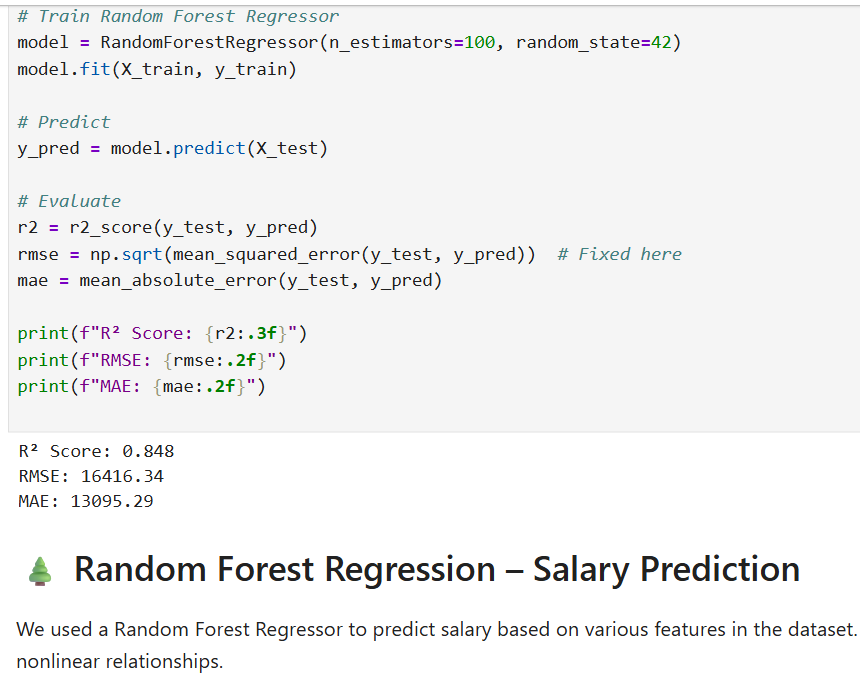 # Train Random Forest Regressor
model = RandomForestRegressor(n_estimators=100, random_state=42)
model.fit(X_train, y_train)
# Predict
y_pred = model.predict(X_test)
# Evaluate
r2 = r2_score(y_test, y_pred)
rmse = np.sqrt(mean_squared_error(y_test, y_pred))  # Fixed here
mae = mean_absolute_error(y_test, y_pred)
print(f"R² Score: {r2:.3f}")
print(f"RMSE: {rmse:.2f}")
print(f"MAE: {mae:.2f}")
R² Score: 0.848
RMSE: 16416.34
MAE: 13095.29
🌲 Random Forest Regression – Salary Prediction
We used a Random Forest Regressor to predict salary based on various features in the dataset.
nonlinear relationships.